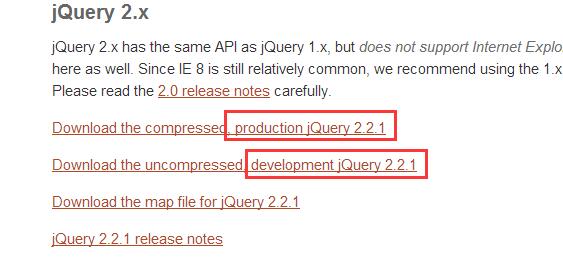 jQuery 2.x
jQuery 2.x has the same API as jQuery 1.x, but does not support Internet Explo
here as well. Since IE 8 is still relatively common, we recommend using the 1.x
Please read the 2.0 release notes carefully.
Download the compressed, production jQuery 2.2.1
Download the uncompressed, development jQuery 2.2.1
Download the map file for jQuery 2.2.1
jQuery 2.2.1 release notes